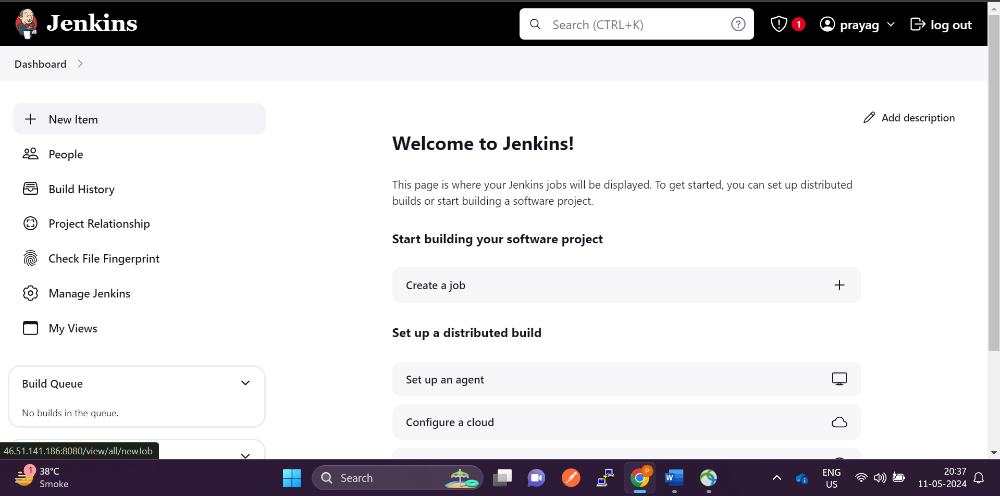 Jenkins
Search (CTRL+K)
1
prayag
log out
Dashboard
New Item
People
Build History
Project Relationship
Check File Fingerprint
Manage Jenkins
My Views
Build Queue
No builds in the queue.
46.51.141.186:8080/view/all/newJob
Add description
Welcome to Jenkins!
This page is where your Jenkins jobs will be displayed. To get started, you can set up distributed
builds or start building a software project.
Start building your software project
Create a job
Set up a distributed build
Set up an agent
Configure a cloud
1
38°C
Smoke
Search
P
W
ENG
US
20:37
11-05-2024